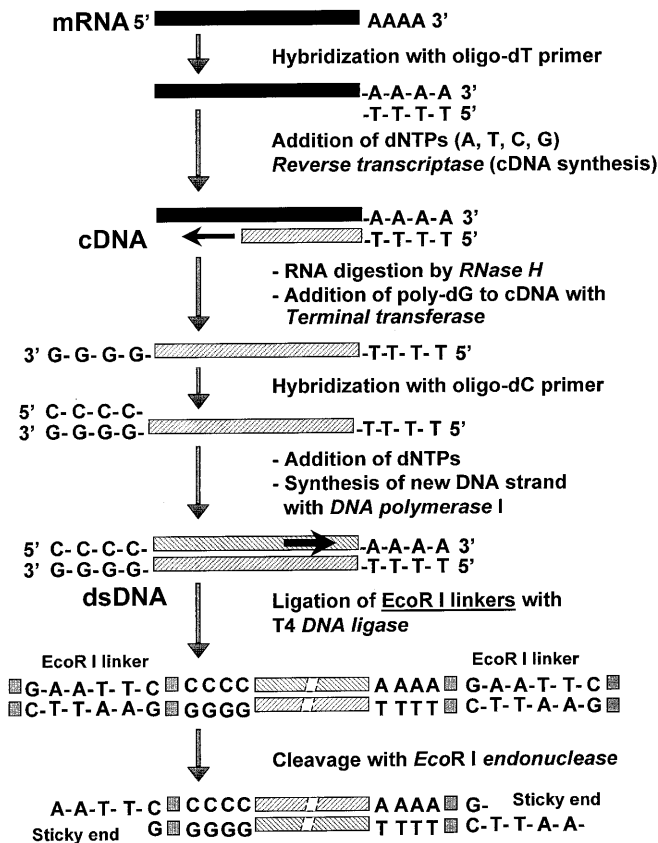 mRNA 5' AAAA 3'
Hybridization with oligo-dT primer
-A-A-A-A 3'
-T-T-T-T 5'
Addition of dNTPs (A, T, C, G)
Reverse transcriptase (cDNA synthesis)
-A-A-A-A 3'
cDNA -T-T-T-T 5'
- RNA digestion by RNase H
- Addition of poly-dG to cDNA with
Terminal transferase
3' G-G-G-G- -T-T-T-T 5'
Hybridization with oligo-dC primer
5' C-C-C-C-
3' G-G-G-G- -T-T-T-T 5'
- Addition of dNTPs
- Synthesis of new DNA strand
with DNA polymerase I
5' C-C-C-C- -A-A-A-A 3'
3' G-G-G-G- -T-T-T-T 5'
dsDNA
Ligation of EcoR I linkers with
T4 DNA ligase
EcoR I linker EcoR I linker
G-A-A-T-T-C CCCC AAAA G-A-A-T-T-C
C-T-T-A-A-G GGGG TTTT C-T-T-A-A-G
Cleavage with EcoR I endonuclease
A-A-T-T-C CCCC AAAA G- Sticky end
Sticky end G GGGG TTTT C-T-T-A-A-